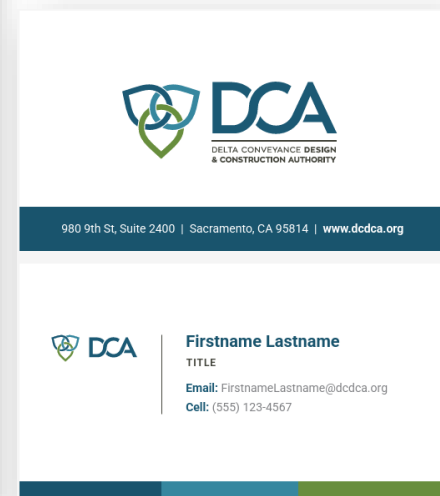 DCA
DELTA CONVEYANCE DESIGN
& CONSTRUCTION AUTHORITY
980 9th St, Suite 2400 | Sacramento, CA 95814 | www.dcdca.org
DCA
Firstname Lastname
TITLE
Email: FirstnameLastname@dcdca.org
Cell: (555) 123-4567